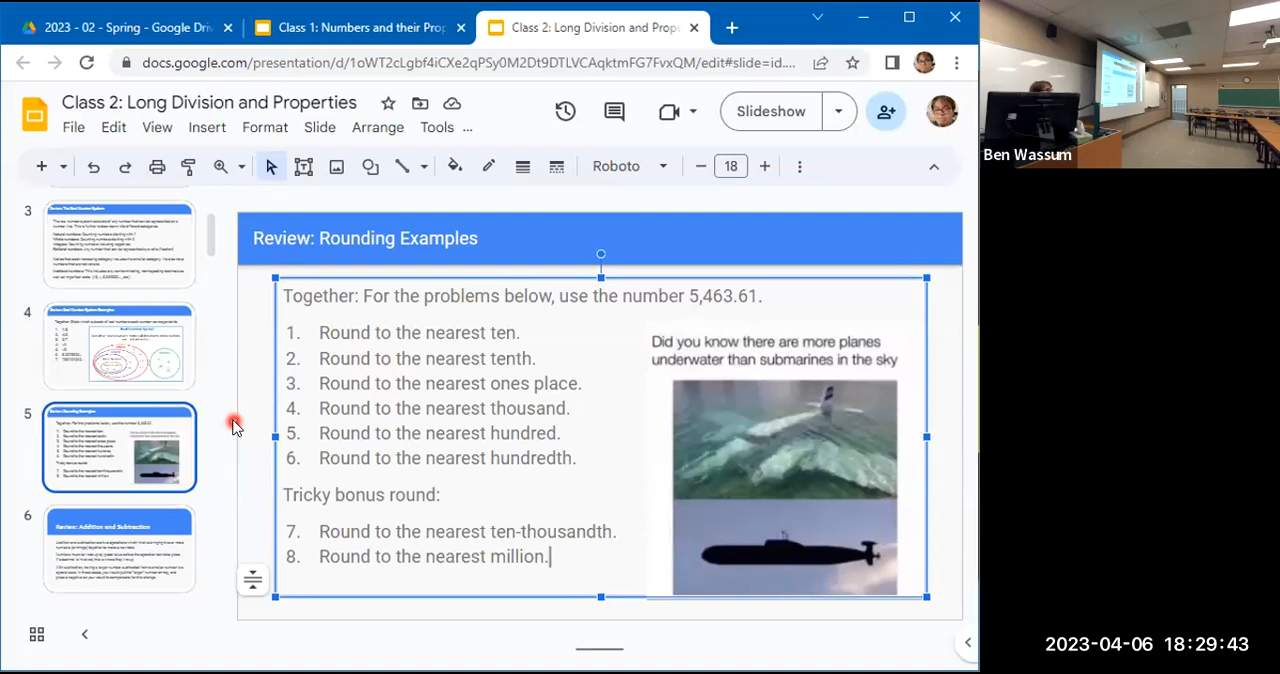 2023 - 02 - Spring - Google Driv
Class 1: Numbers and their Prop
Class 2: Long Division and Prope
docs.google.com/presentation/d/1oWT2cLgbf4iCXe2qPSy0M2Dt9DTLVCAqktmFG7FvxQM/edit#slide=id....
Class 2: Long Division and Properties
File Edit View Insert Format Slide Arrange Tools ...
Slideshow
Roboto
18
Ben Wassum
3
4
5
6
Review: Addition and Subtraction
Review: Rounding Examples
Together: For the problems below, use the number 5,463.61.
1. Round to the nearest ten.
2. Round to the nearest tenth.
3. Round to the nearest ones place.
4. Round to the nearest thousand.
5. Round to the nearest hundred.
6. Round to the nearest hundredth.
Tricky bonus round:
7. Round to the nearest ten-thousandth.
8. Round to the nearest million.
Did you know there are more planes
underwater than submarines in the sky
2023-04-06 18:29:43